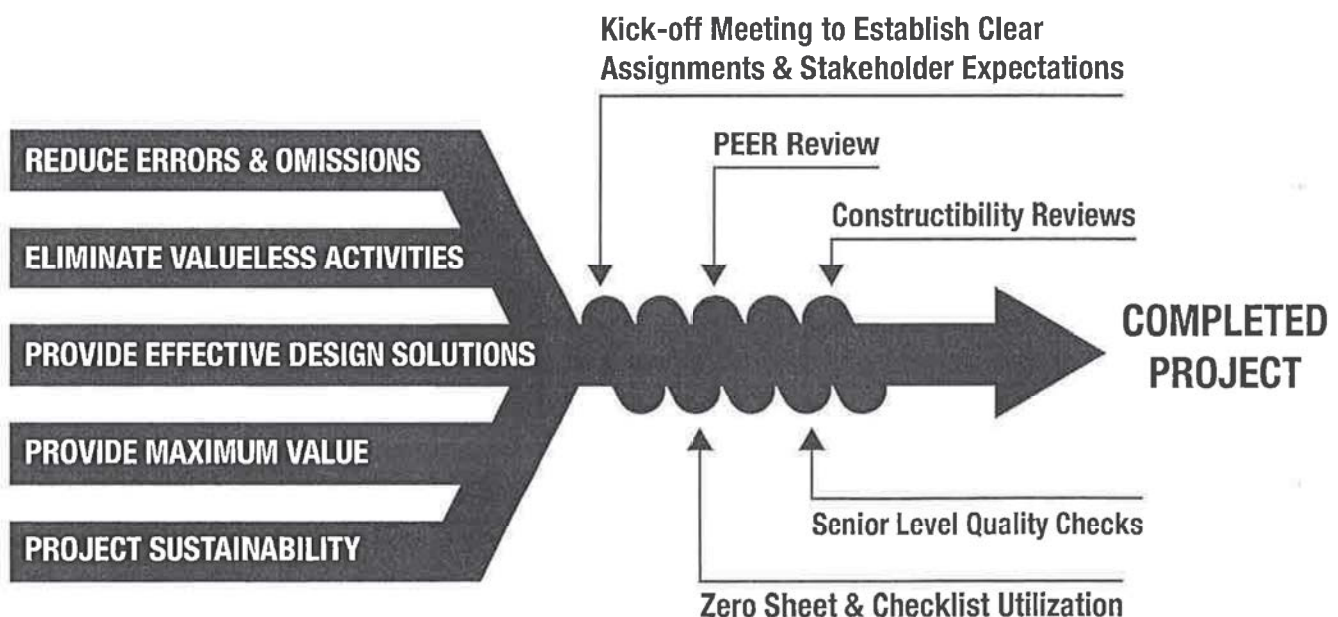 Kick-off Meeting to Establish Clear
Assignments & Stakeholder Expectations
PEER Review
Constructibility Reviews
REDUCE ERRORS & OMISSIONS
ELIMINATE VALUELESS ACTIVITIES
PROVIDE EFFECTIVE DESIGN SOLUTIONS
PROVIDE MAXIMUM VALUE
PROJECT SUSTAINABILITY
COMPLETED
PROJECT
Senior Level Quality Checks
Zero Sheet & Checklist Utilization